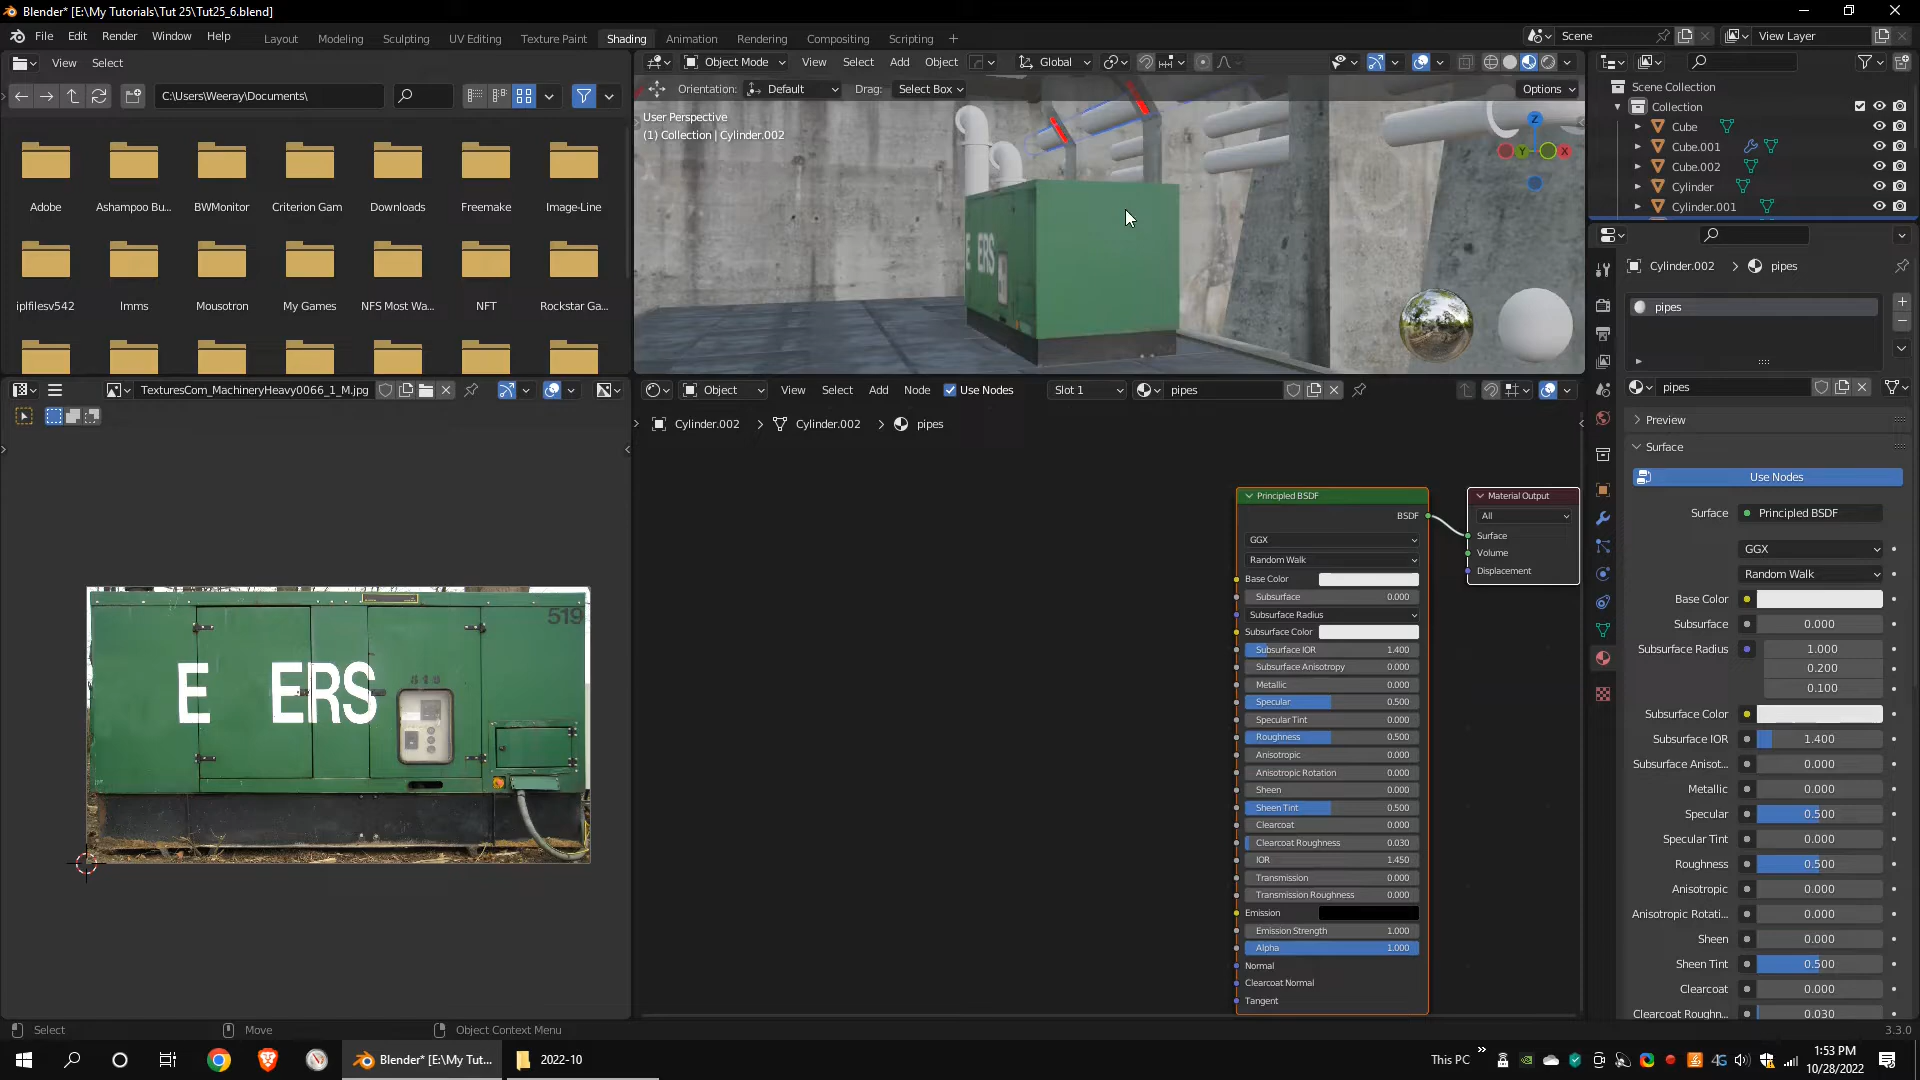 Blender* [E:\My Tutorials\Tut 25\Tut25_6.blend]
File Edit Render Window Help Layout Modeling Sculpting UV Editing Texture Paint Shading Animation Rendering Compositing Scripting Scene View Layer
View Select
C:\Users\Weeray\Documents\
Adobe Ashampoo Bu... BWMonitor Criterion Gam Downloads Freemake Image-Line
iplfilesv542 Imms Mousotron My Games NFS Most Wa... NFT Rockstar Ga...
Object Mode View Select Add Object Global
Orientation: Default Drag: Select Box Options
User Perspective
(1) Collection | Cylinder.002
Z
Y X
E ERS
Scene Collection
Collection
Cube
Cube.001
Cube.002
Cylinder
Cylinder.001
Cylinder.002 > pipes
pipes
pipes
Preview
Surface
Use Nodes
Surface Principled BSDF
GGX
Random Walk
Base Color
Subsurface 0.000
Subsurface Radius 1.000
0.200
0.100
Subsurface Color
Subsurface IOR 1.400
Subsurface Anisot... 0.000
Metallic 0.000
Specular 0.500
Specular Tint 0.000
Roughness 0.500
Anisotropic 0.000
Anisotropic Rotati... 0.000
Sheen 0.000
Sheen Tint 0.500
Clearcoat 0.000
Clearcoat Roughn... 0.030
TexturesCom_MachineryHeavy0066_1_M.jpg
519
E ERS
Object View Select Add Node Use Nodes Slot 1 pipes
Cylinder.002 > Cylinder.002 > pipes
Principled BSDF
BSDF
GGX
Random Walk
Base Color
Subsurface 0.000
Subsurface Radius
Subsurface Color
Subsurface IOR 1.400
Subsurface Anisotropy 0.000
Metallic 0.000
Specular 0.500
Specular Tint 0.000
Roughness 0.500
Anisotropic 0.000
Anisotropic Rotation 0.000
Sheen 0.000
Sheen Tint 0.500
Clearcoat 0.000
Clearcoat Roughness 0.030
IOR 1.450
Transmission 0.000
Transmission Roughness 0.000
Emission
Emission Strength 1.000
Alpha 1.000
Normal
Clearcoat Normal
Tangent
Material Output
All
Surface
Volume
Displacement
Select Move Object Context Menu 3.3.0
Blender* [E:\My Tut... 2022-10 This PC 4G 1:53 PM
10/28/2022